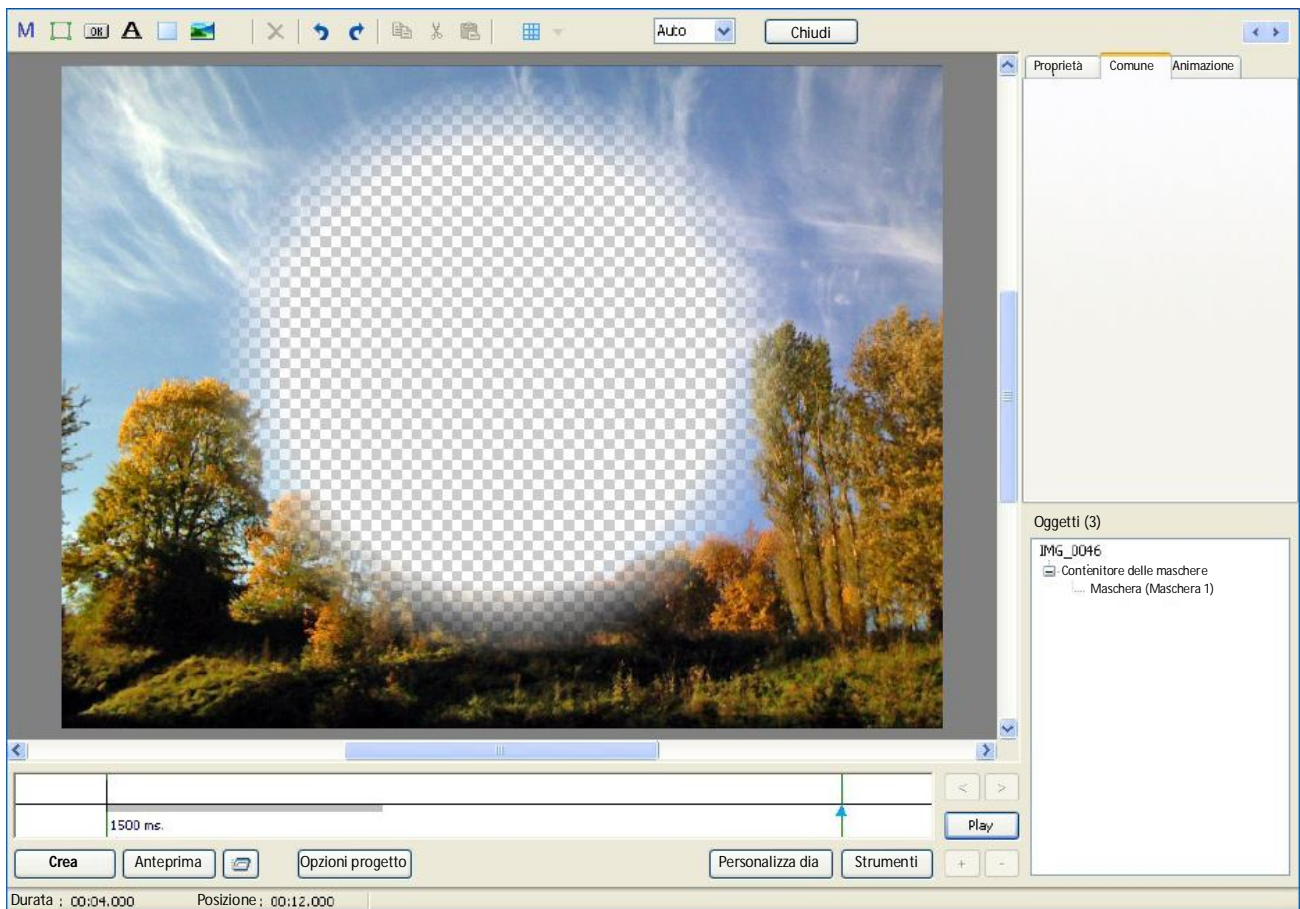 M OK A Auto Chiudi
Proprietà Comune Animazione
Oggetti (3)
IMG_0046
Contenitore delle maschere
Maschera (Maschera 1)
< >
1500 ms.
Play
Crea Anteprima Opzioni progetto Personalizza dia Strumenti + -
Durata : 00:04.000 Posizione : 00:12.000